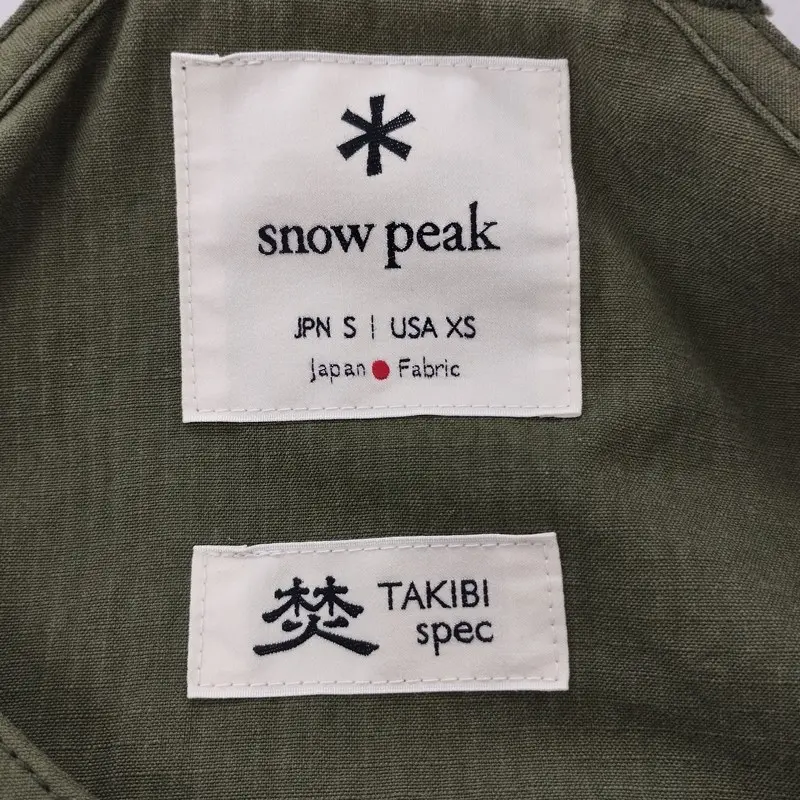 snow peak
JPN S | USA XS
Japan ● Fabric
焚 TAKIBI
spec